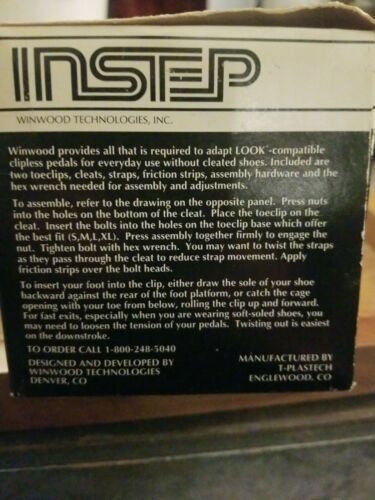 INSTEP
WINWOOD TECHNOLOGIES, INC.
Winwood provides all that is required to adapt LOOK™-compatible
clipless pedals for everyday use without cleated shoes. Included are
two toeclips, cleats, straps, friction strips, assembly hardware and the
hex wrench needed for assembly and adjustments.
To assemble, refer to the drawing on the opposite panel. Press nuts
into the holes on the bottom of the cleat. Place the toeclip on the
cleat. Insert the bolts into the holes on the toeclip base which offer
the best fit (S,M,L,XL). Press assembly together firmly to engage the
nut. Tighten bolt with hex wrench. You may want to twist the straps
as they pass through the cleat to reduce strap movement. Apply
friction strips over the bolt heads.
To insert your foot into the clip, either draw the sole of your shoe
backward against the rear of the foot platform, or catch the cage
opening with your toe from below, rolling the clip up and forward.
For fast exits, especially when you are wearing soft-soled shoes, you
may need to loosen the tension of your pedals. Twisting out is easiest
on the downstroke.
TO ORDER CALL 1-800-248-5040
DESIGNED AND DEVELOPED BY
WINWOOD TECHNOLOGIES
DENVER, CO
MANUFACTURED BY
T-PLASTECH
ENGLEWOOD, CO